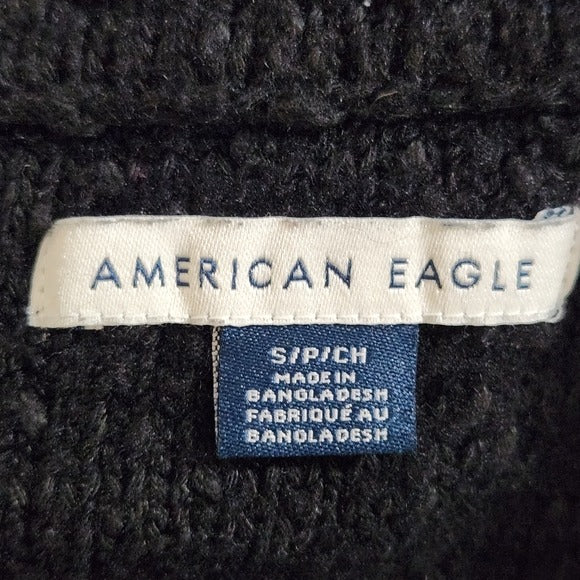 AMERICAN EAGLE
S/P/CH
MADE IN
BANGLADESH
FABRIQUÉ AU
BANGLADESH